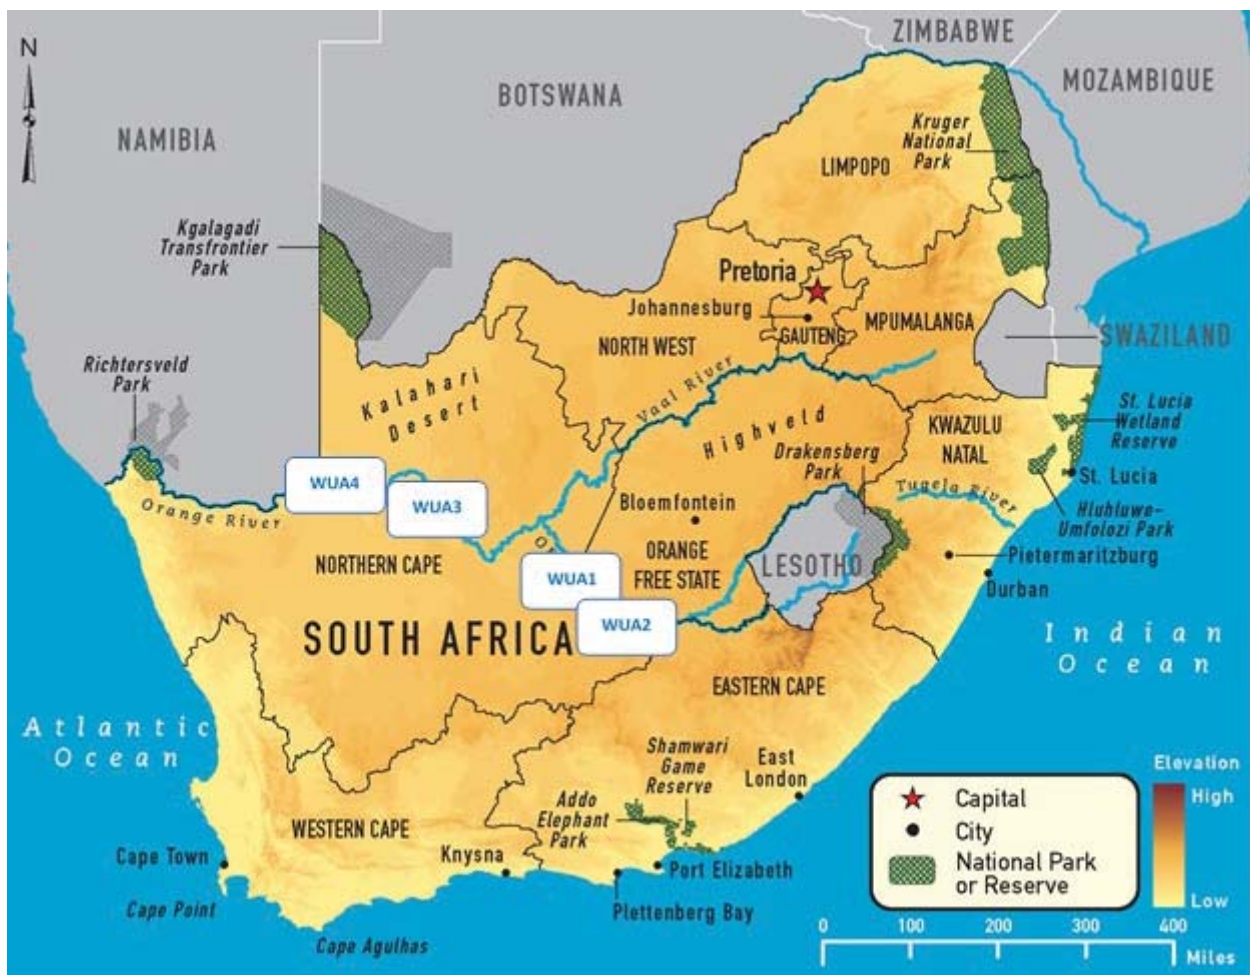 ZIMBABWE
N
BOTSWANA
MOZAMBIQUE
NAMIBIA
Kruger
National
Park
LIMPOPO
Kgalagadi
Transfrontier
Park
Pretoria
Johannesburg
GAUTENG
MPUMALANGA
SWAZILAND
NORTH WEST
Richtersveld
Park
Kalahari
Desert
Vaal River
Highveld
St. Lucia
Wetland
Reserve
KWAZULU
NATAL
Drakensberg
Park
St. Lucia
WUA4
WUA3
Bloemfontein
Tugela River
Hluhluwe-
Umfolozi Park
Orange River
Or
NORTHERN CAPE
ORANGE
FREE STATE
LESOTHO
Pietermaritzburg
Durban
WUA1
WUA2
SOUTH AFRICA
Indian
Ocean
EASTERN CAPE
Atlantic
Ocean
Shamwari
Game
Reserve
East
London
Addo
Elephant
Park
WESTERN CAPE
Cape Town
Knysna
Port Elizabeth
Cape Point
Plettenberg Bay
Cape Agulhas
Elevation
High
Low
Capital
City
National Park
or Reserve
0 100 200 300 400
Miles